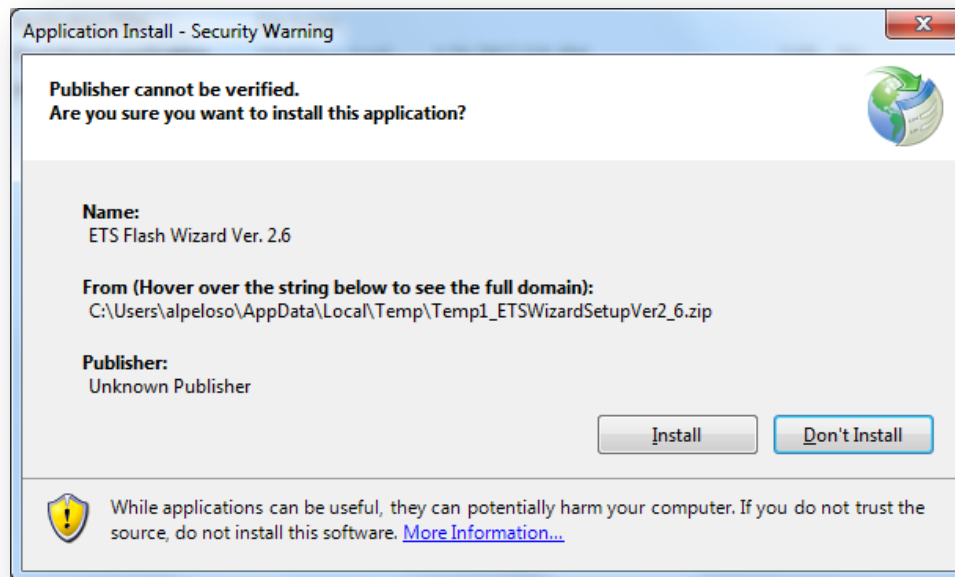 Application Install - Security Warning
Publisher cannot be verified.
Are you sure you want to install this application?
Name:
ETS Flash Wizard Ver. 2.6
From (Hover over the string below to see the full domain):
C:\Users\alpeloso\AppData\Local\Temp\Temp1_ETSWizardSetupVer2_6.zip
Publisher:
Unknown Publisher
Install
Don't Install
While applications can be useful, they can potentially harm your computer. If you do not trust the
source, do not install this software. More Information...